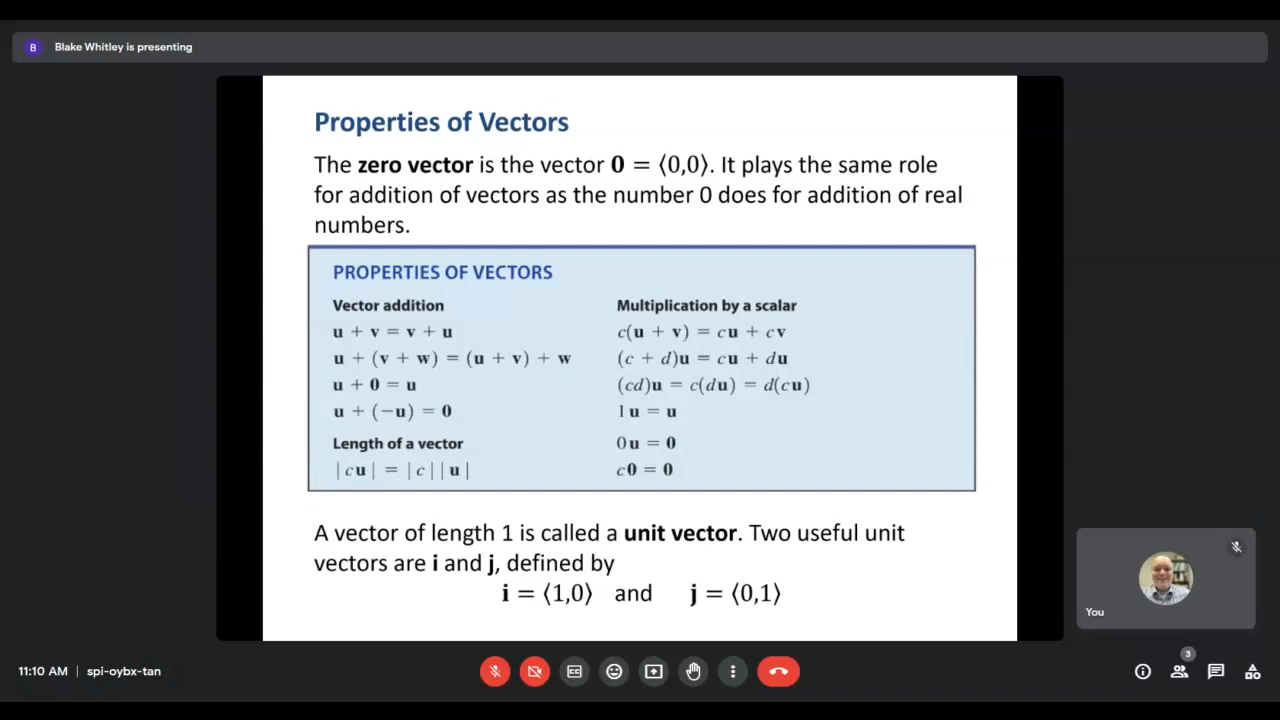 B Blake Whitley is presenting
Properties of Vectors
The zero vector is the vector 0 = ⟨0,0⟩. It plays the same role
for addition of vectors as the number 0 does for addition of real
numbers.
PROPERTIES OF VECTORS
Vector addition
u + v = v + u
u + (v + w) = (u + v) + w
u + 0 = u
u + (−u) = 0
Length of a vector
|cu| = |c||u|
Multiplication by a scalar
c(u + v) = cu + cv
(c + d)u = cu + du
(cd)u = c(du) = d(cu)
1u = u
0u = 0
c0 = 0
A vector of length 1 is called a unit vector. Two useful unit
vectors are i and j, defined by
i = ⟨1,0⟩ and j = ⟨0,1⟩
You
11:10 AM | spi-oybx-tan
CC
3